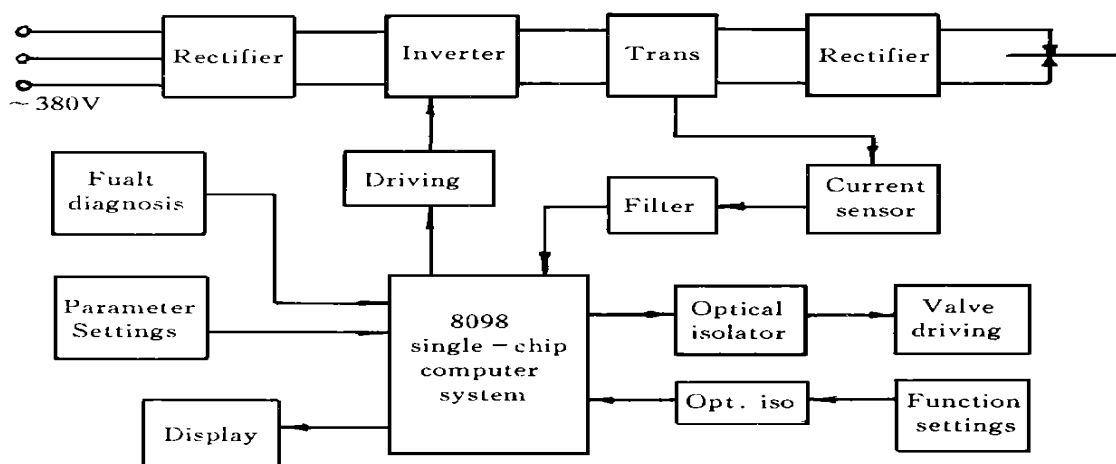 Rectifier
Inverter
Trans
Rectifier
~380V
Fualt
diagnosis
Driving
Filter
Current
sensor
Parameter
Settings
8098
single-chip
computer
system
Optical
isolator
Valve
driving
Display
Opt. iso
Function
settings